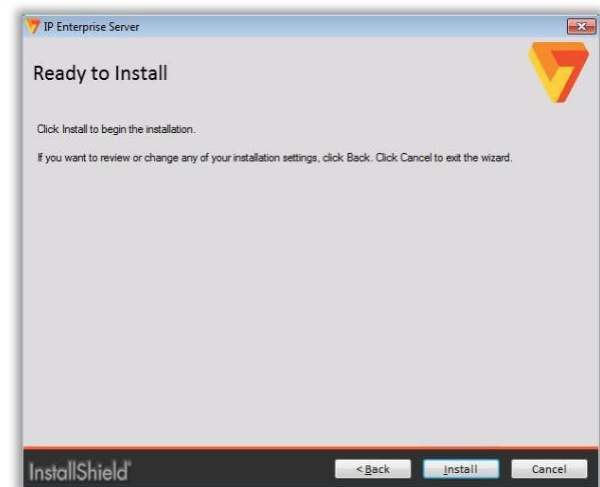 IP Enterprise Server
Ready to Install
Click Install to begin the installation.
If you want to review or change any of your installation settings, click Back. Click Cancel to exit the wizard.
InstallShield
< Back Install Cancel